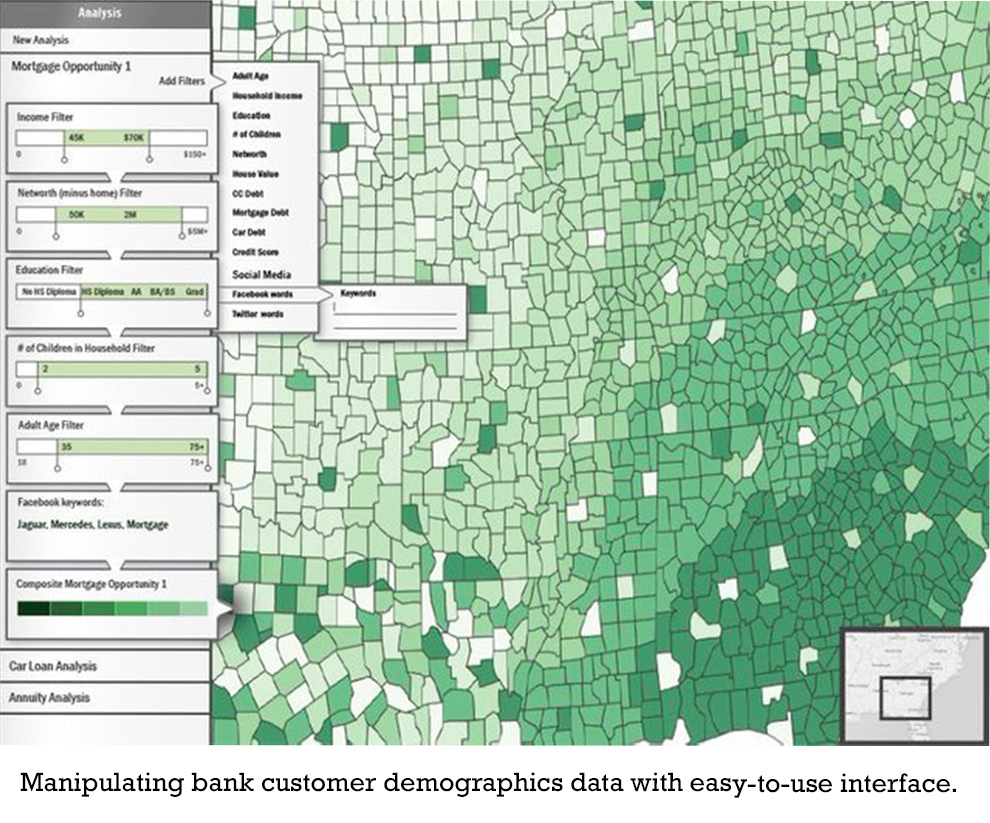 Analysis
New Analysis
Mortgage Opportunity 1
Add Filters
Income Filter
45K $70K
0 $150+
Networth (minus home) Filter
50K 2M
0 $5M+
Education Filter
No HS Diploma HS Diploma AA BA/BS Grad
# of Children in Household Filter
2 5
0 5+
Adult Age Filter
35 75+
18 75+
Facebook keywords:
Jaguar, Mercedes, Lexus, Mortgage
Composite Mortgage Opportunity 1
Car Loan Analysis
Annuity Analysis
Adult Age
Household Income
Education
# of Children
Networth
House Value
CC Debt
Mortgage Debt
Car Debt
Credit Score
Social Media
Facebook words
Twitter words
Keywords
Manipulating bank customer demographics data with easy-to-use interface.